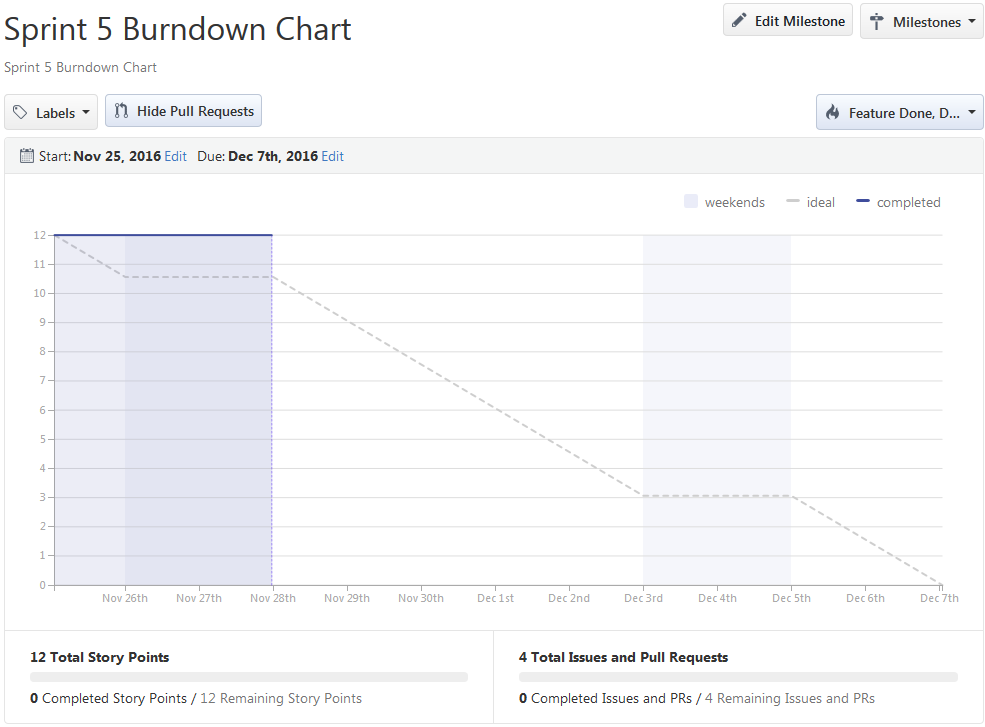 Sprint 5 Burndown Chart
Edit Milestone
Milestones
Sprint 5 Burndown Chart
Labels
Hide Pull Requests
Feature Done, D...
Start: Nov 25, 2016 Edit Due: Dec 7th, 2016 Edit
weekends
ideal
completed
12
11
10
9
8
7
6
5
4
3
2
1
0
Nov 26th
Nov 27th
Nov 28th
Nov 29th
Nov 30th
Dec 1st
Dec 2nd
Dec 3rd
Dec 4th
Dec 5th
Dec 6th
Dec 7th
12 Total Story Points
0 Completed Story Points / 12 Remaining Story Points
4 Total Issues and Pull Requests
0 Completed Issues and PRs / 4 Remaining Issues and PRs